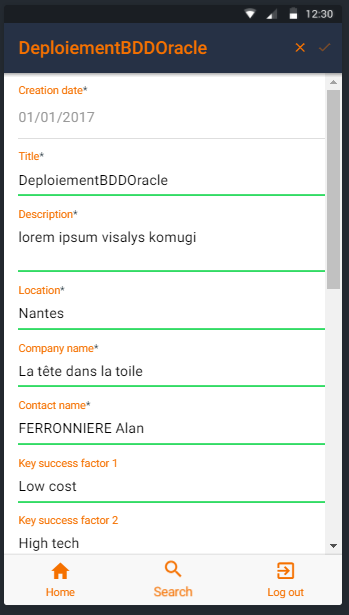 12:30
DeploiementBDDOracle
Creation date*
01/01/2017
Title*
DeploiementBDDOracle
Description*
lorem ipsum visalys komugi
Location*
Nantes
Company name*
La tête dans la toile
Contact name*
FERRONNIERE Alan
Key success factor 1
Low cost
Key success factor 2
High tech
Home Search Log out